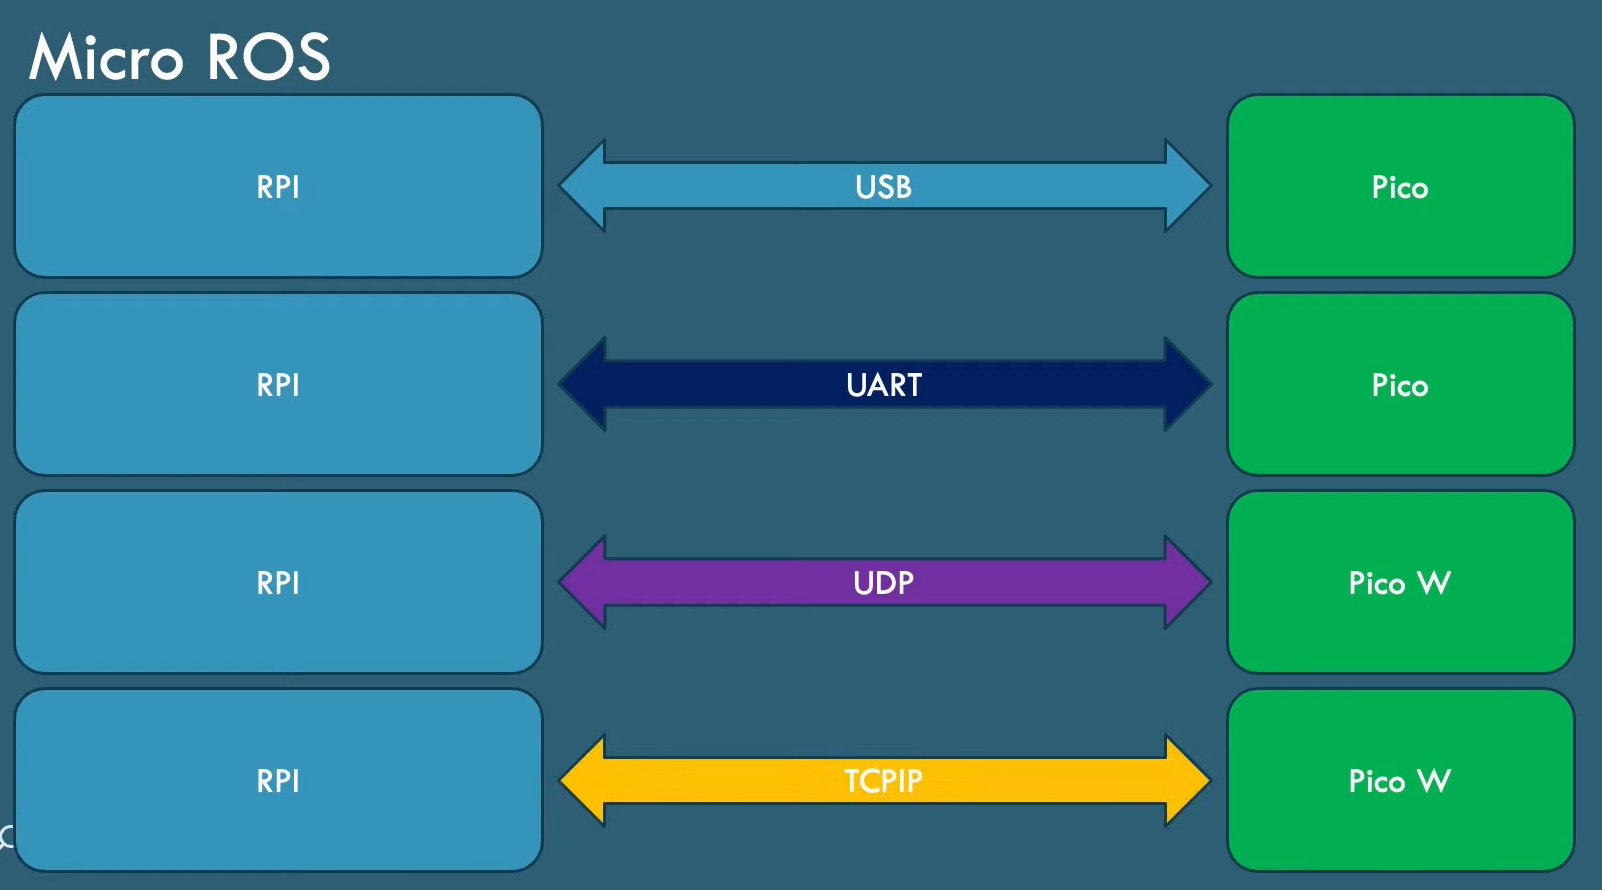 Micro ROS
RPI
USB
Pico
RPI
UART
Pico
RPI
UDP
Pico W
RPI
TCPIP
Pico W